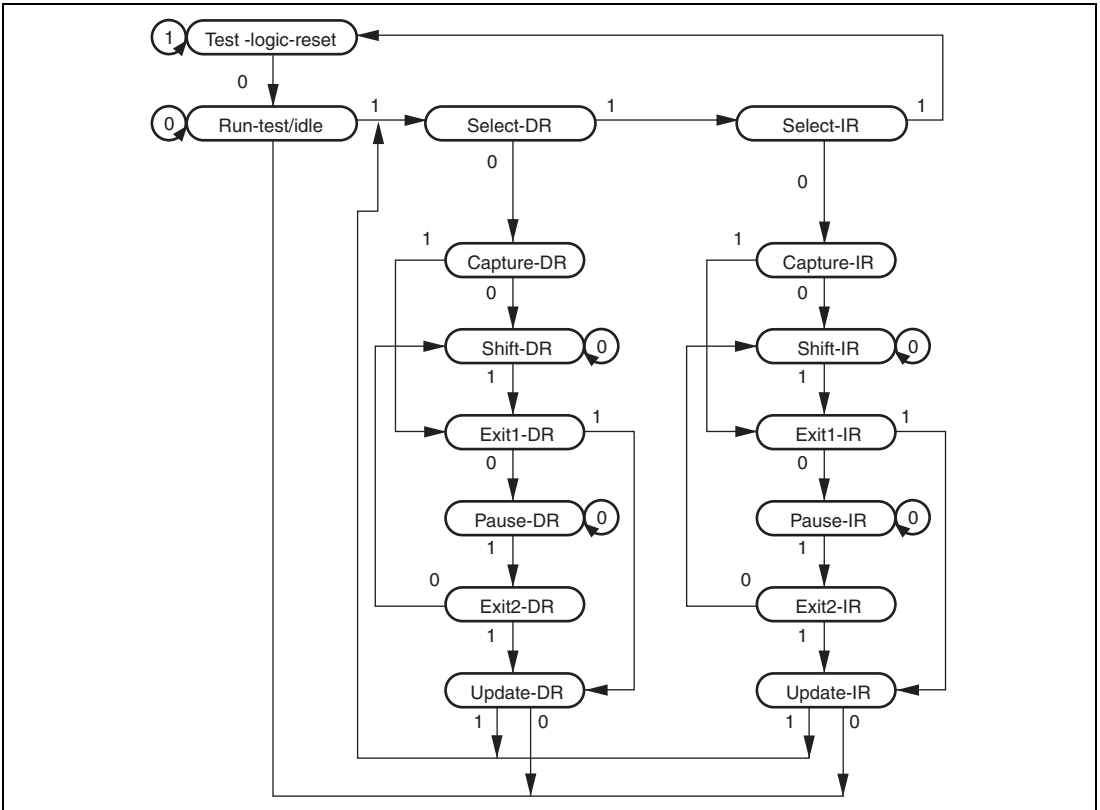 1 Test -logic-reset
0
0 Run-test/idle 1 Select-DR 1 Select-IR 1
0 0
1 Capture-DR 1 Capture-IR
0 0
Shift-DR 0 Shift-IR 0
1 1
Exit1-DR 1 Exit1-IR 1
0 0
Pause-DR 0 Pause-IR 0
1 1
0 Exit2-DR 0 Exit2-IR
1 1
Update-DR Update-IR
1 0 1 0